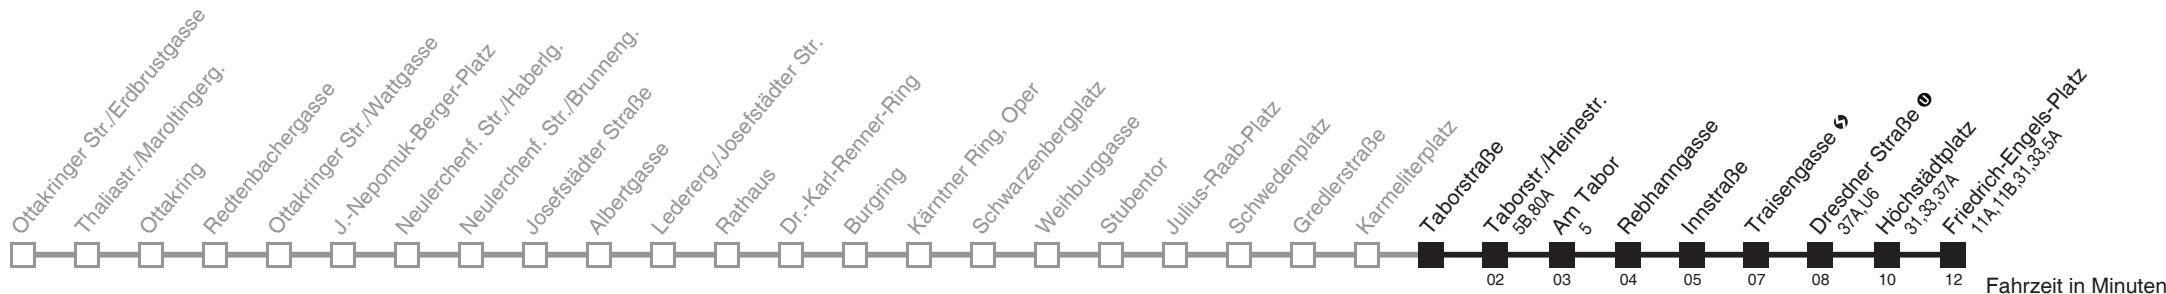 Ottakringer Str./Erdbrustgasse
Thaliastr./Maroltingerg.
Ottakring
Redtenbachergasse
Ottakringer Str./Wattgasse
J.-Nepomuk-Berger-Platz
Neulerchenf. Str./Haberlg.
Neulerchenf. Str./Brunneng.
Josefstädter Straße
Albertgasse
Lederergl./Josefstädter Str.
Rathaus
Dr.-Karl-Renner-Ring
Burgring
Kärntner Ring, Oper
Schwarzenbergplatz
Weihburggasse
Stubentor
Julius-Raab-Platz
Schwedenplatz
Gredlerstraße
Karmeliterplatz
Taborstraße
Taborstr./Heinestr.
5B,80A
Am Tabor
5
Rebhanngasse
Innstraße
Traisengasse S
Dresdner Straße U
37A,U6
Höchstädtplatz
31,33,37A
Friedrich-Engels-Platz
11A,11B,31,33,5A
02 03 04 05 07 08 10 12 Fahrzeit in Minuten